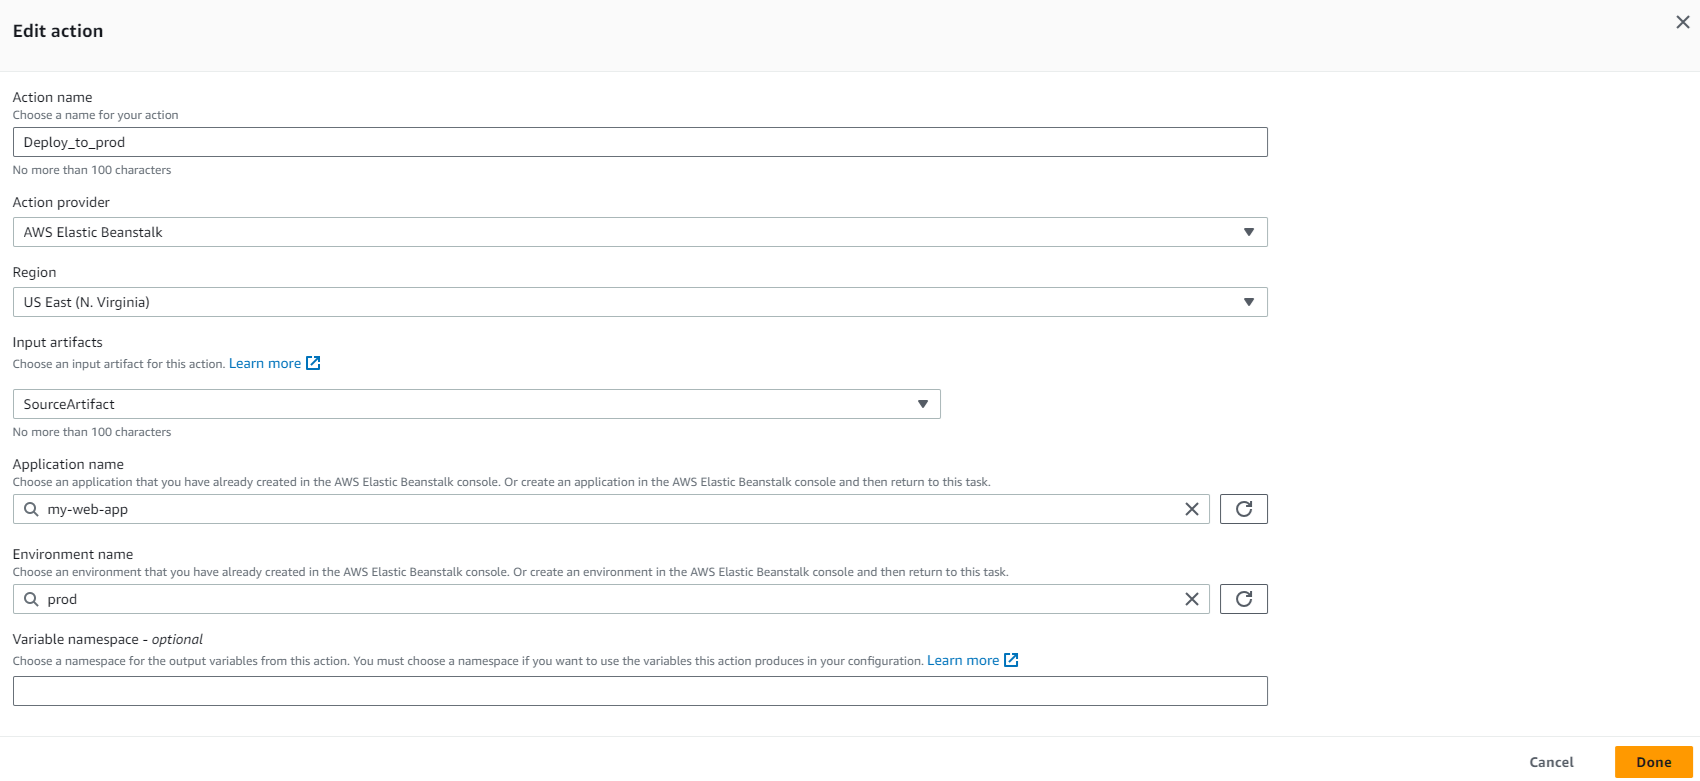 Edit action
Action name
Choose a name for your action
Deploy_to_prod
No more than 100 characters
Action provider
AWS Elastic Beanstalk
Region
US East (N. Virginia)
Input artifacts
Choose an input artifact for this action. Learn more
SourceArtifact
No more than 100 characters
Application name
Choose an application that you have already created in the AWS Elastic Beanstalk console. Or create an application in the AWS Elastic Beanstalk console and then return to this task.
my-web-app
Environment name
Choose an environment that you have already created in the AWS Elastic Beanstalk console. Or create an environment in the AWS Elastic Beanstalk console and then return to this task.
prod
Variable namespace - optional
Choose a namespace for the output variables from this action. You must choose a namespace if you want to use the variables this action produces in your configuration. Learn more
Cancel Done